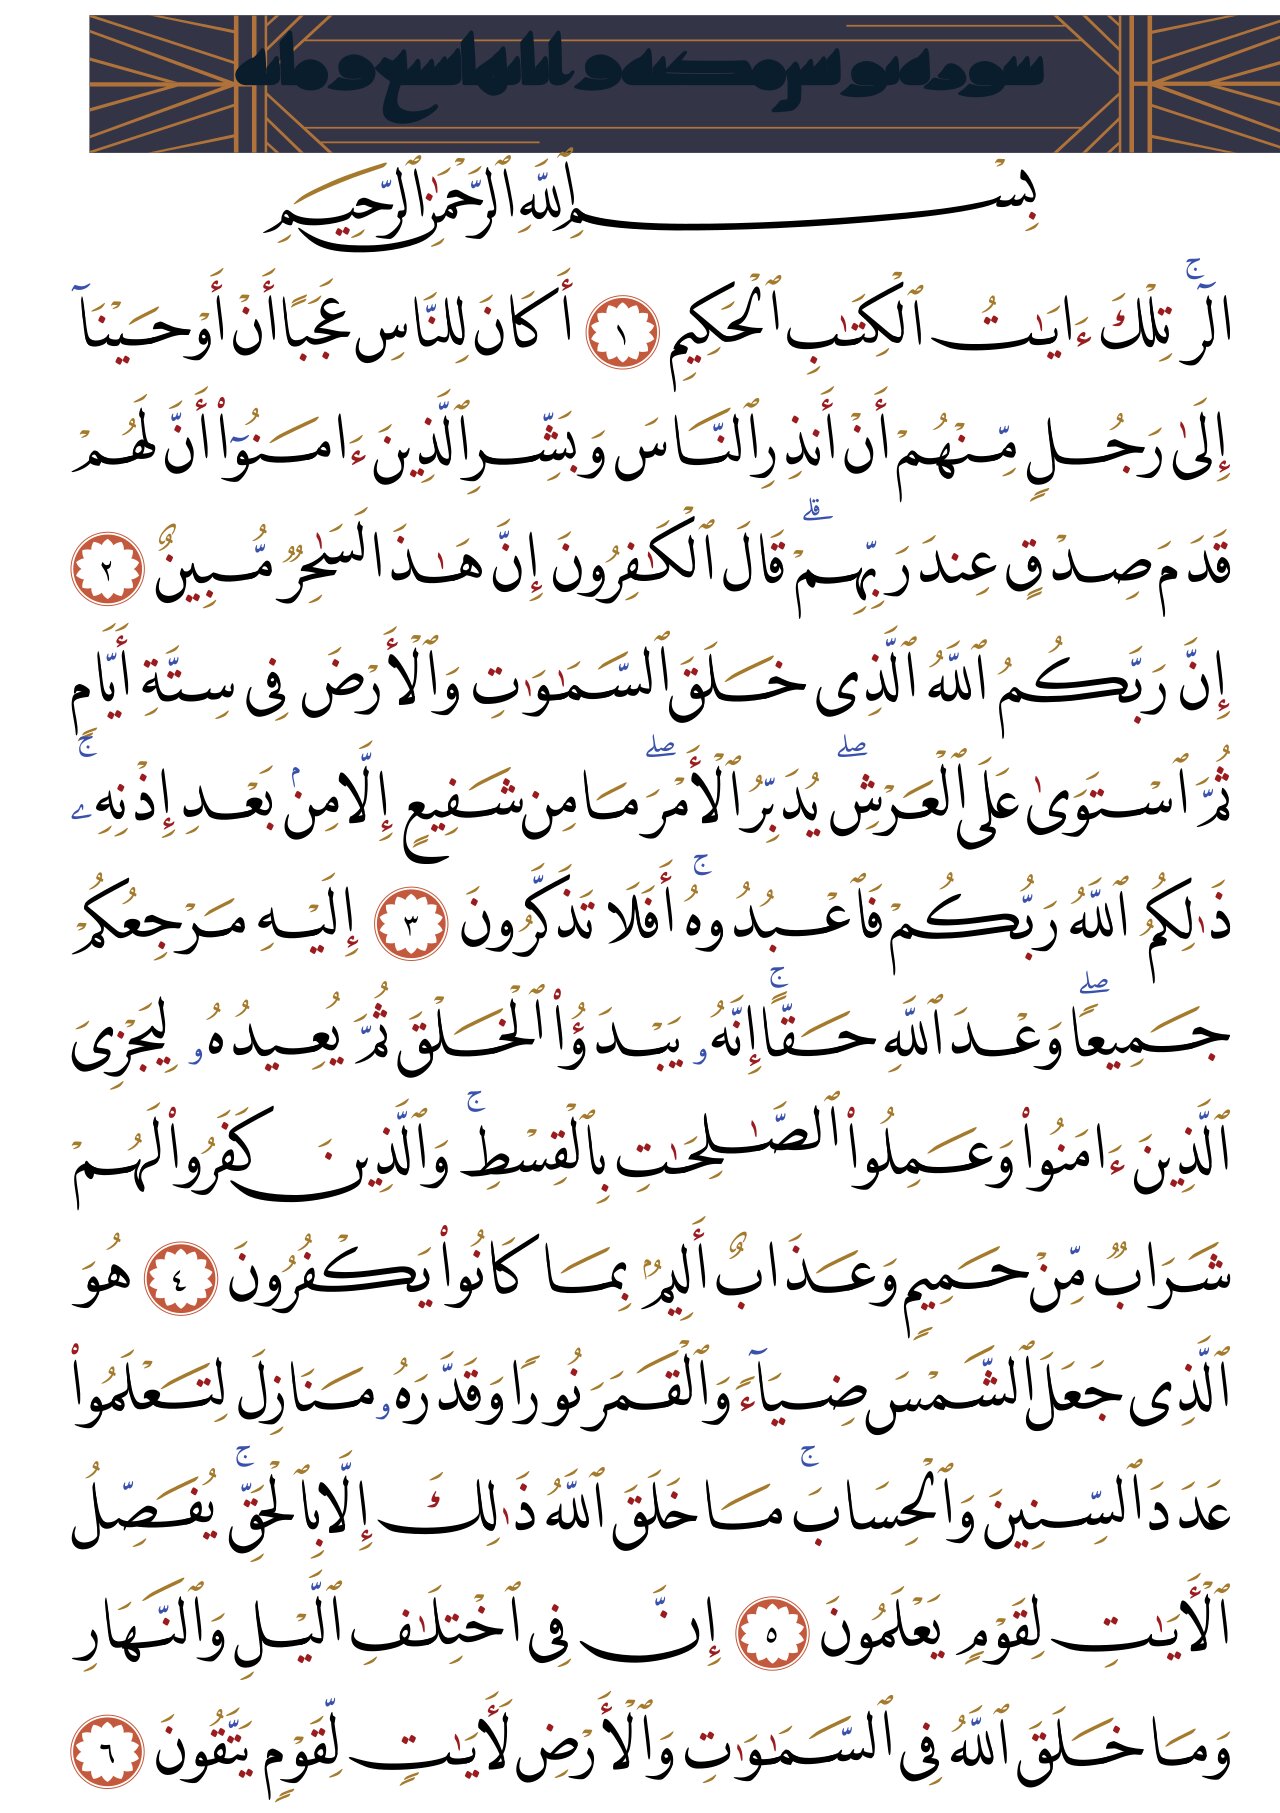 سورة يونس مكية و اياتها تسع و مائة
بِسْمِ ٱللَّهِ ٱلرَّحْمَٰنِ ٱلرَّحِيمِ
الٓرۚ تِلْكَ ءَايَٰتُ ٱلْكِتَٰبِ ٱلْحَكِيمِ ١ أَكَانَ لِلنَّاسِ عَجَبًا أَنْ أَوْحَيْنَآ
إِلَىٰ رَجُلٍ مِّنْهُمْ أَنْ أَنذِرِ ٱلنَّاسَ وَبَشِّرِ ٱلَّذِينَ ءَامَنُوٓا۟ أَنَّ لَهُمْ
قَدَمَ صِدْقٍ عِندَ رَبِّهِمْۗ قَالَ ٱلْكَٰفِرُونَ إِنَّ هَٰذَا لَسَٰحِرٌ مُّبِينٌ ٢
إِنَّ رَبَّكُمُ ٱللَّهُ ٱلَّذِى خَلَقَ ٱلسَّمَٰوَٰتِ وَٱلْأَرْضَ فِى سِتَّةِ أَيَّامٍ
ثُمَّ ٱسْتَوَىٰ عَلَى ٱلْعَرْشِۖ يُدَبِّرُ ٱلْأَمْرَۖ مَا مِن شَفِيعٍ إِلَّا مِنۢ بَعْدِ إِذْنِهِۦۚ
ذَٰلِكُمُ ٱللَّهُ رَبُّكُمْ فَٱعْبُدُوهُۚ أَفَلَا تَذَكَّرُونَ ٣ إِلَيْهِ مَرْجِعُكُمْ
جَمِيعًاۖ وَعْدَ ٱللَّهِ حَقًّاۚ إِنَّهُۥ يَبْدَؤُا۟ ٱلْخَلْقَ ثُمَّ يُعِيدُهُۥ لِيَجْزِىَ
ٱلَّذِينَ ءَامَنُوا۟ وَعَمِلُوا۟ ٱلصَّٰلِحَٰتِ بِٱلْقِسْطِۚ وَٱلَّذِينَ كَفَرُوا۟ لَهُمْ
شَرَابٌ مِّنْ حَمِيمٍ وَعَذَابٌ أَلِيمٌۢ بِمَا كَانُوا۟ يَكْفُرُونَ ٤ هُوَ
ٱلَّذِى جَعَلَ ٱلشَّمْسَ ضِيَآءً وَٱلْقَمَرَ نُورًا وَقَدَّرَهُۥ مَنَازِلَ لِتَعْلَمُوا۟
عَدَدَ ٱلسِّنِينَ وَٱلْحِسَابَۚ مَا خَلَقَ ٱللَّهُ ذَٰلِكَ إِلَّا بِٱلْحَقِّۚ يُفَصِّلُ
ٱلْأَيَٰتِ لِقَوْمٍ يَعْلَمُونَ ٥ إِنَّ فِى ٱخْتِلَٰفِ ٱلَّيْلِ وَٱلنَّهَارِ
وَمَا خَلَقَ ٱللَّهُ فِى ٱلسَّمَٰوَٰتِ وَٱلْأَرْضِ لَأَيَٰتٍ لِّقَوْمٍ يَتَّقُونَ ٦